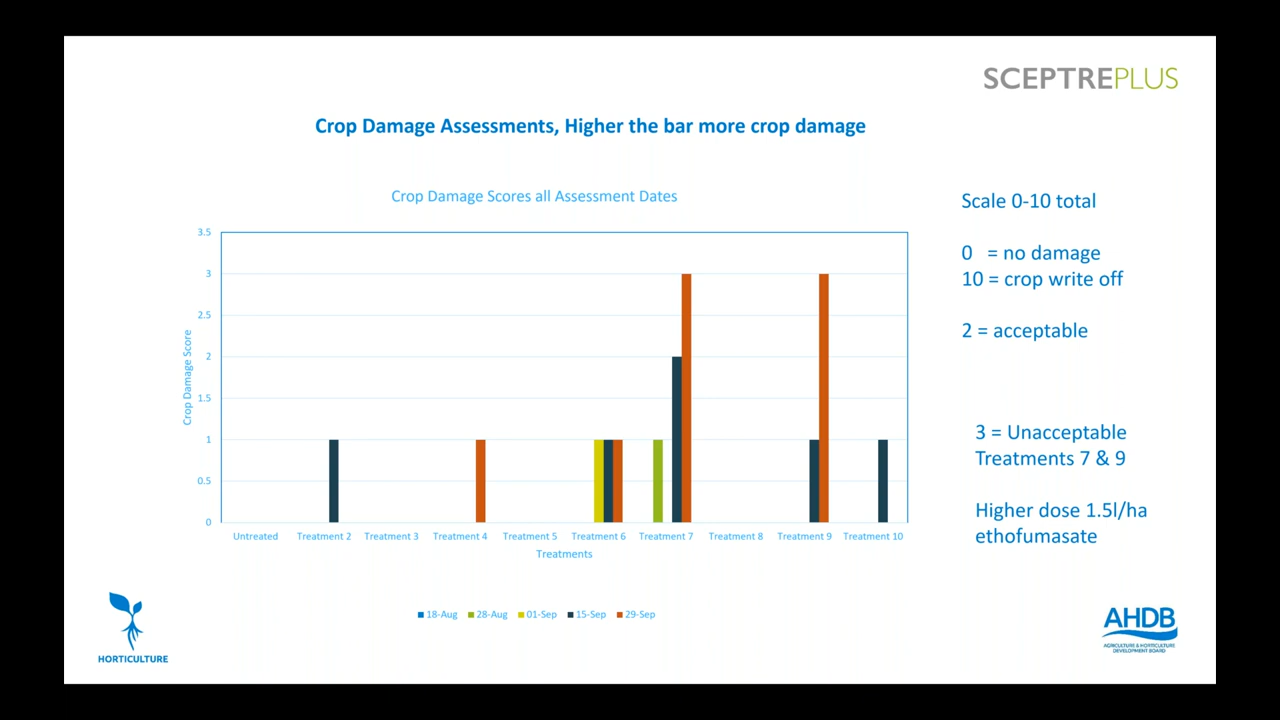 SCEPTREPLUS
Crop Damage Assessments, Higher the bar more crop damage
Crop Damage Scores all Assessment Dates
3.5
3
2.5
2
1.5
1
0.5
0
Crop Damage Score
Untreated Treatment 2 Treatment 3 Treatment 4 Treatment 5 Treatment 6 Treatment 7 Treatment 8 Treatment 9 Treatment 10
Treatments
18-Aug 28-Aug 01-Sep 15-Sep 29-Sep
Scale 0-10 total
0 = no damage
10 = crop write off
2 = acceptable
3 = Unacceptable
Treatments 7 & 9
Higher dose 1.5l/ha
ethofumasate
HORTICULTURE
AHDB
AGRICULTURE & HORTICULTURE
DEVELOPMENT BOARD